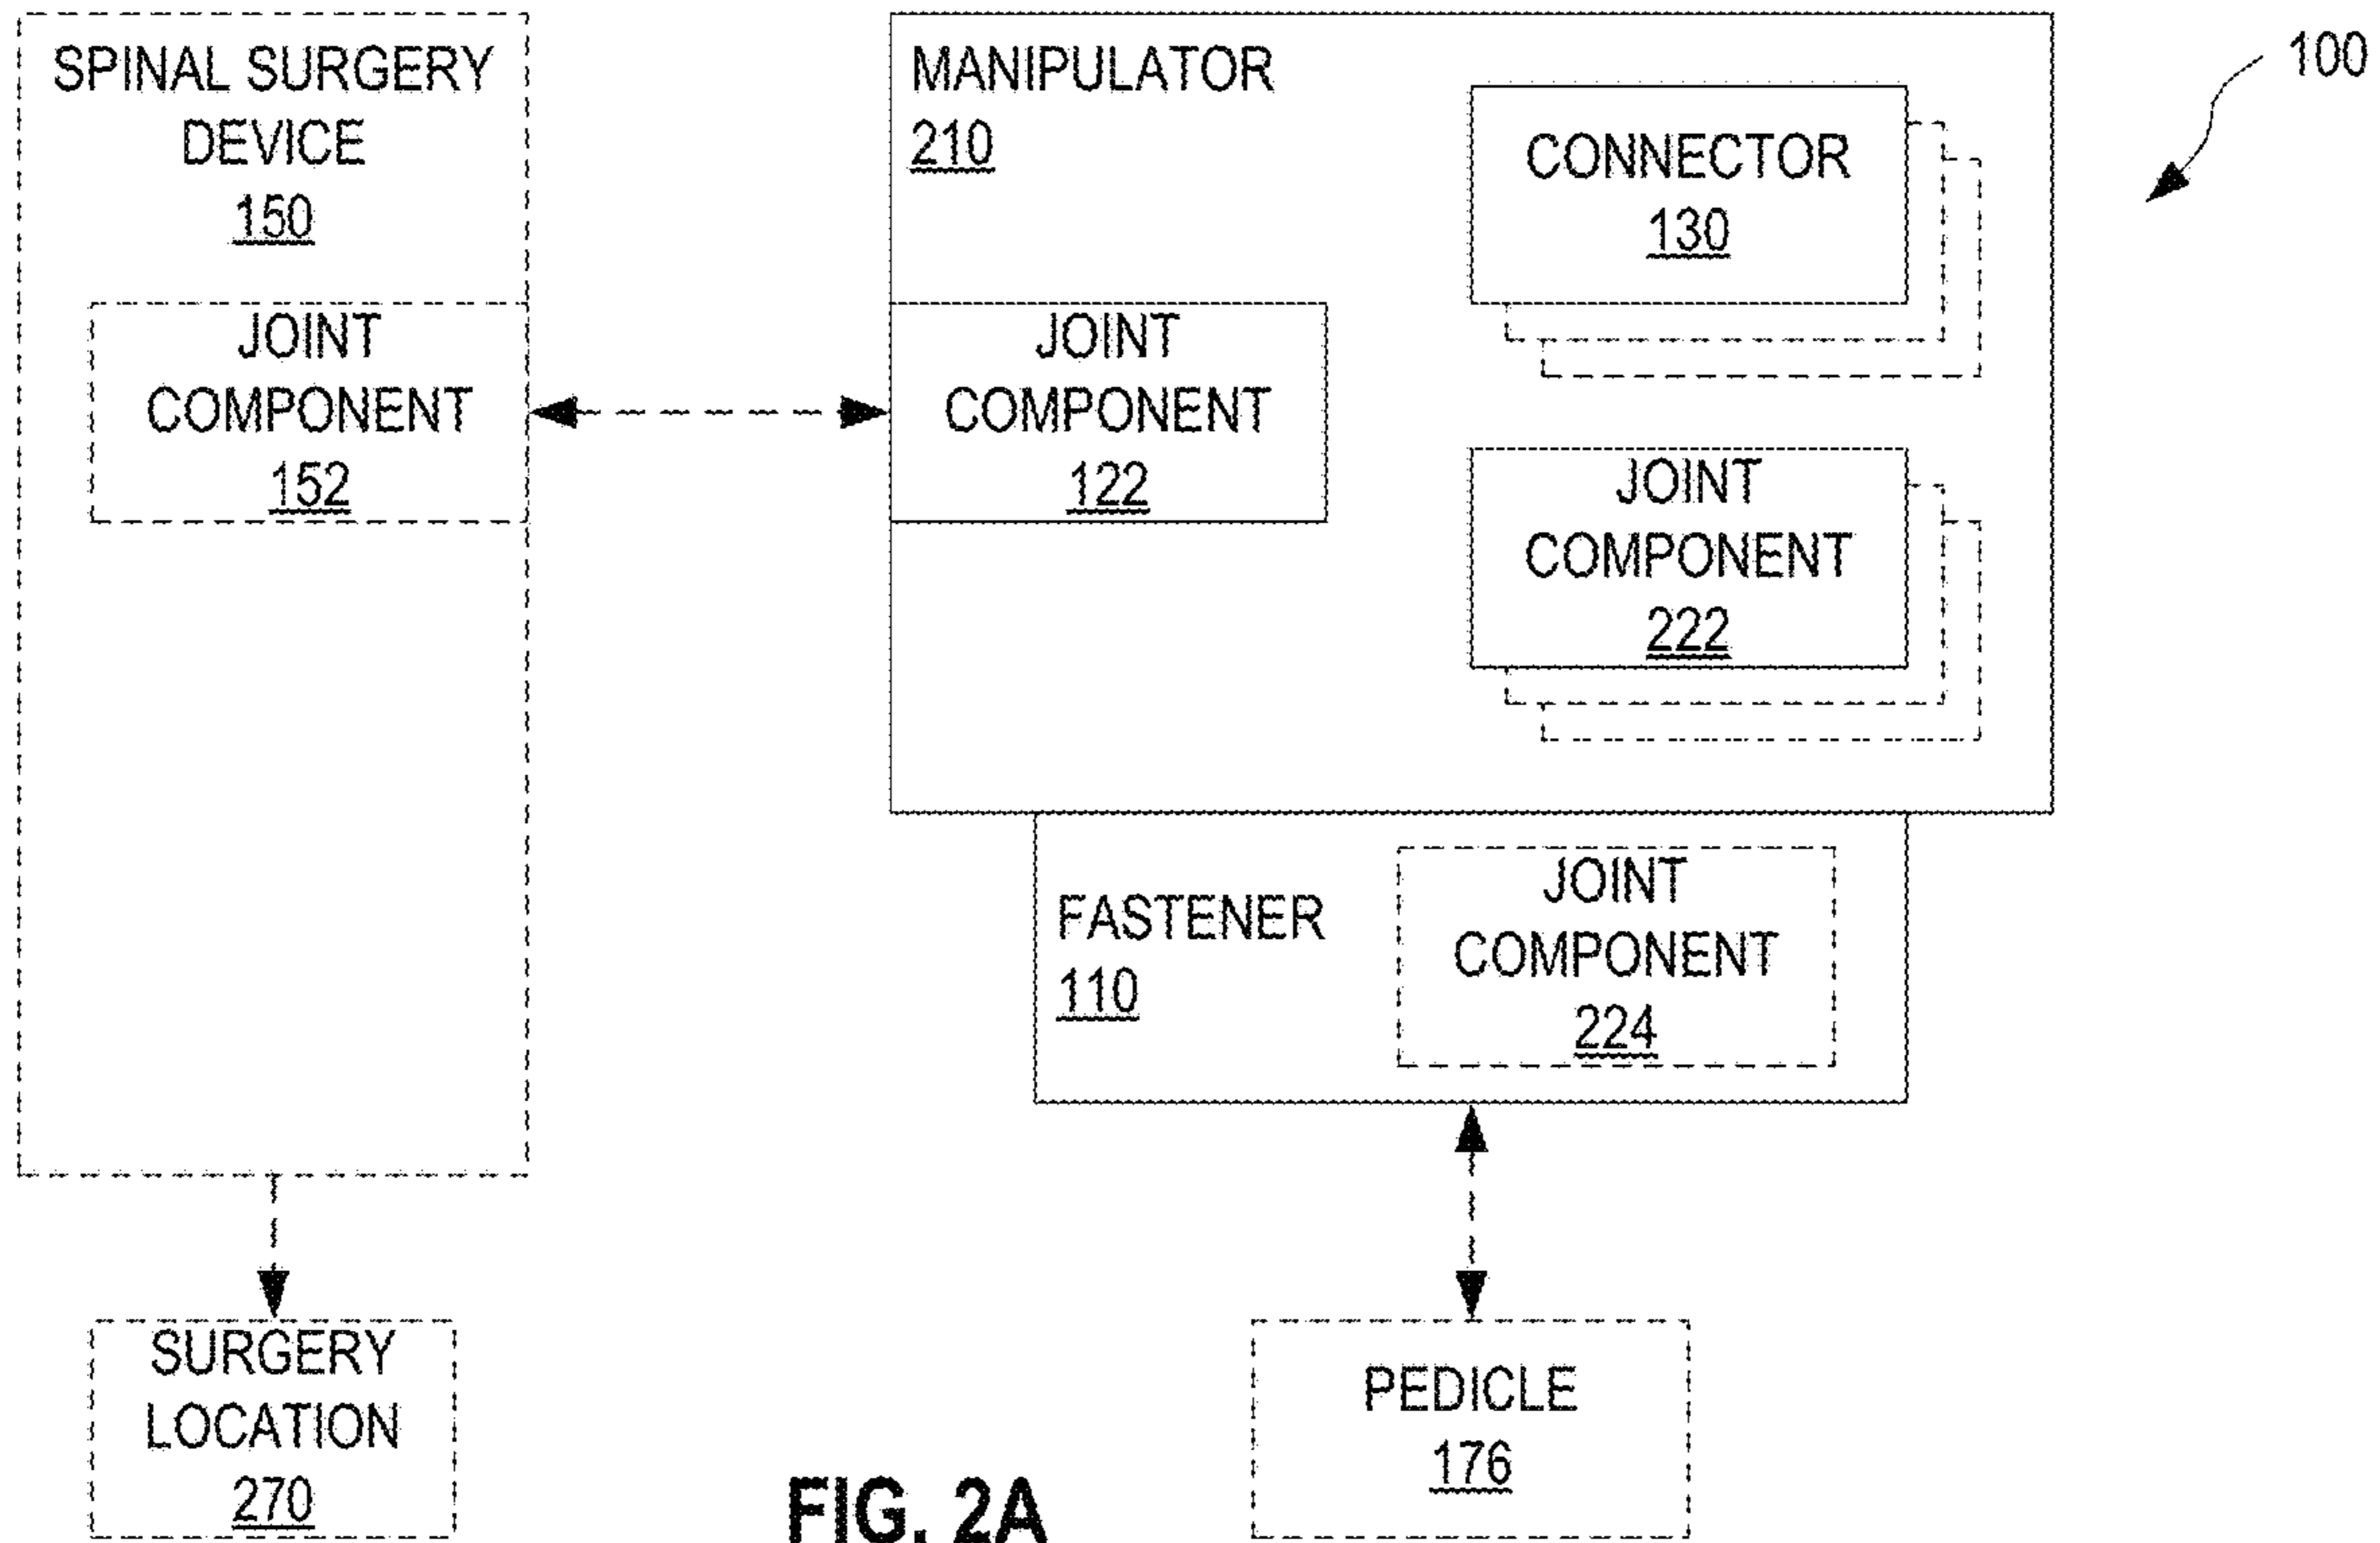 SPINAL SURGERY
DEVICE
150
JOINT
COMPONENT
152
MANIPULATOR
210
CONNECTOR
130
100
JOINT
COMPONENT
122
JOINT
COMPONENT
222
FASTENER
110
JOINT
COMPONENT
224
SURGERY
LOCATION
270
PEDICLE
176
FIG. 2A